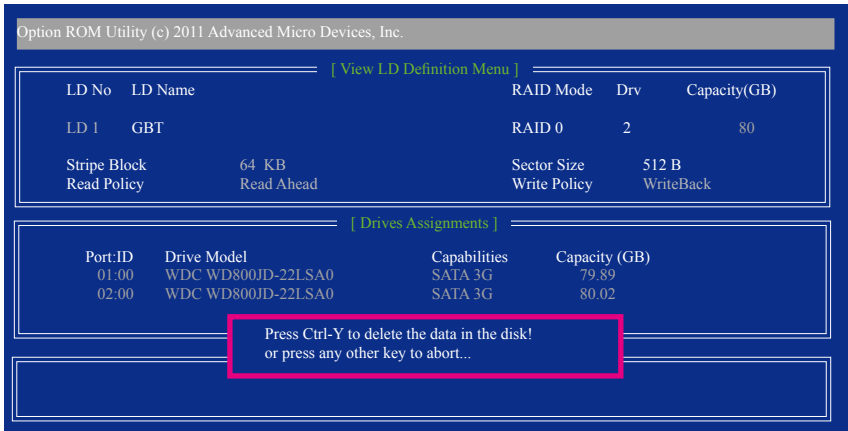 Option ROM Utility (c) 2011 Advanced Micro Devices, Inc.
[ View LD Definition Menu ]
LD No LD Name RAID Mode Drv Capacity(GB)
LD 1 GBT RAID 0 2 80
Stripe Block 64 KB Sector Size 512 B
Read Policy Read Ahead Write Policy WriteBack
[ Drives Assignments ]
Port:ID Drive Model Capabilities Capacity (GB)
01:00 WDC WD800JD-22LSA0 SATA 3G 79.89
02:00 WDC WD800JD-22LSA0 SATA 3G 80.02
Press Ctrl-Y to delete the data in the disk!
or press any other key to abort...